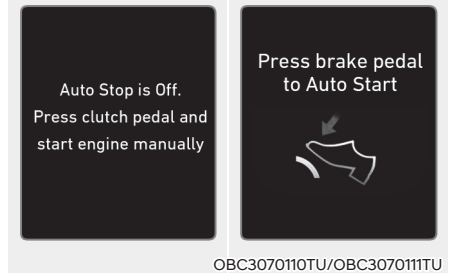 Auto Stop is Off.
Press clutch pedal and
start engine manually
Press brake pedal
to Auto Start
OBC3070110TU/OBC3070111TU